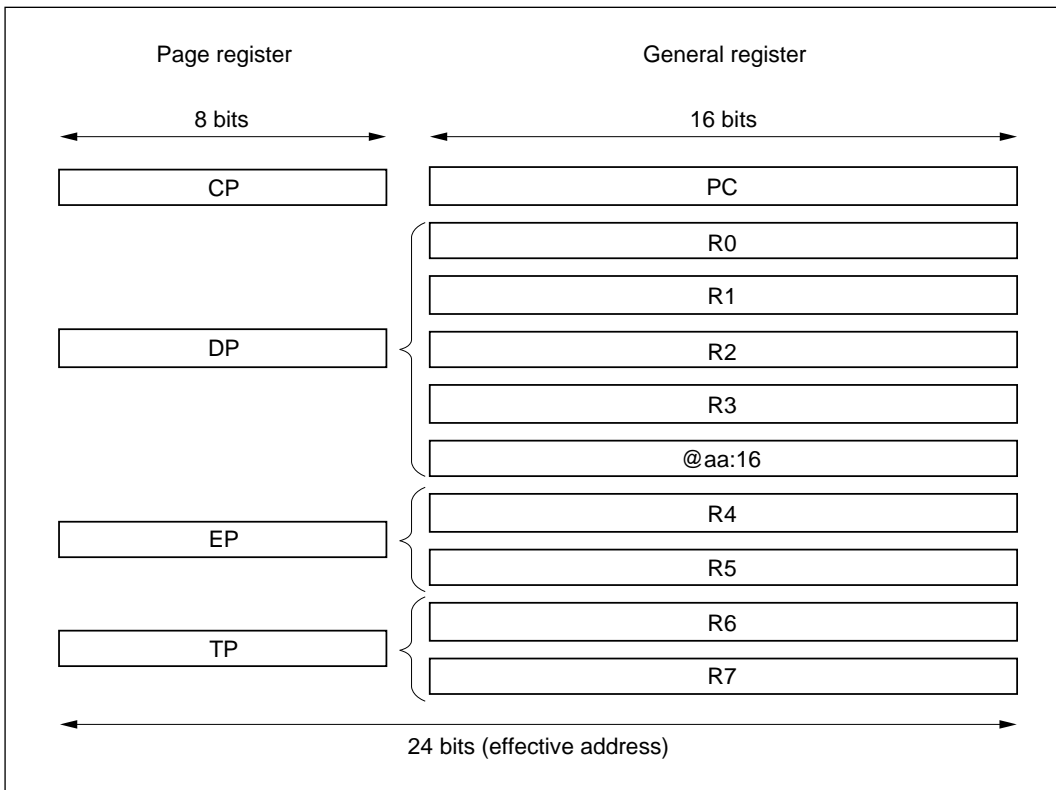 Page register General register
8 bits 16 bits
CP PC
R0
R1
DP R2
R3
@aa:16
R4
EP
R5
R6
TP
R7
24 bits (effective address)